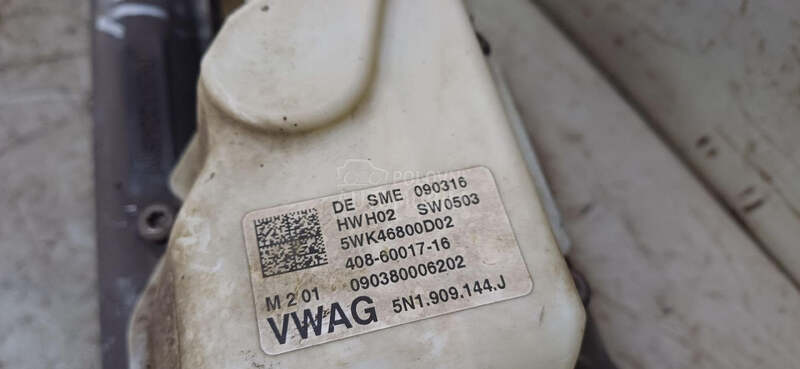 DE SME 090316
HWH02 SW0503
5WK46800D02
408-60017-16
090380006202
M 2 01
VWAG 5N1.909.144.J